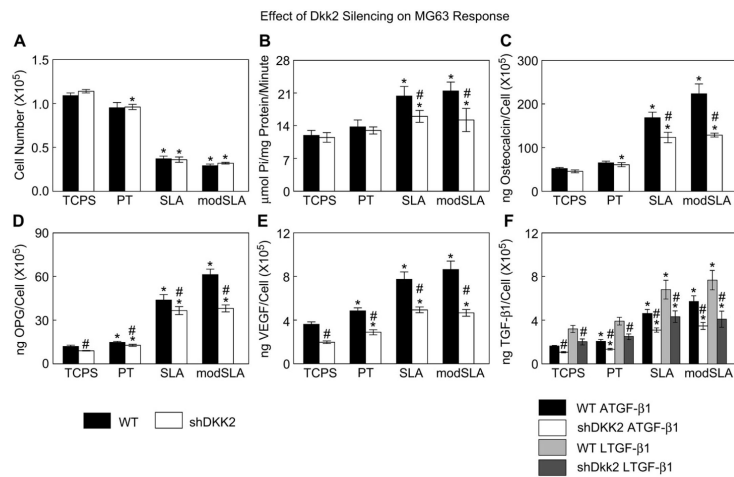 Effect of Dkk2 Silencing on MG63 Response
A
Cell Number (X10⁵)
1.5
1.0
0.5
0.0
*
* *
* *
TCPS PT SLA modSLA
B
μmol Pi/mg Protein/Minute
28
21
14
7
0
* # *
* # *
TCPS PT SLA modSLA
C
ng Osteocalcin/Cell (X10⁵)
300
200
100
0
*
* # *
* # *
TCPS PT SLA modSLA
D
ng OPG/Cell (X10⁵)
90
60
30
0
#
* # *
* # *
* # *
TCPS PT SLA modSLA
E
ng VEGF/Cell (X10⁵)
12
8
4
0
#
* # *
* # *
* # *
TCPS PT SLA modSLA
F
ng TGF-β1/Cell (X10⁵)
12
8
4
0
# #
* # * #
* # * * # *
* # * * # *
TCPS PT SLA modSLA
WT shDKK2
WT ATGF-β1
shDKK2 ATGF-β1
WT LTGF-β1
shDkk2 LTGF-β1